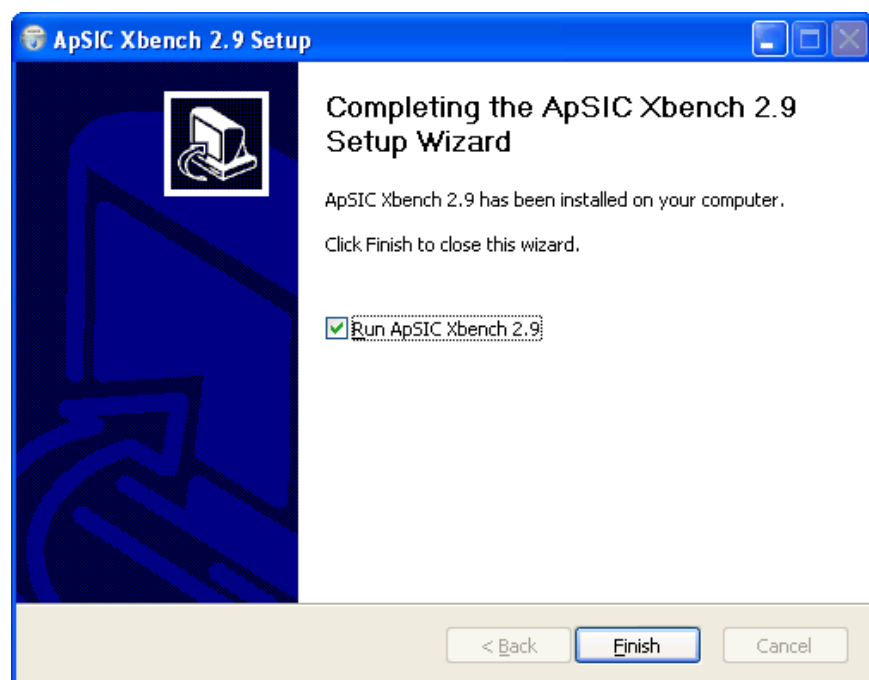 ApSIC Xbench 2.9 Setup
Completing the ApSIC Xbench 2.9
Setup Wizard
ApSIC Xbench 2.9 has been installed on your computer.
Click Finish to close this wizard.
Run ApSIC Xbench 2.9
< Back Finish Cancel